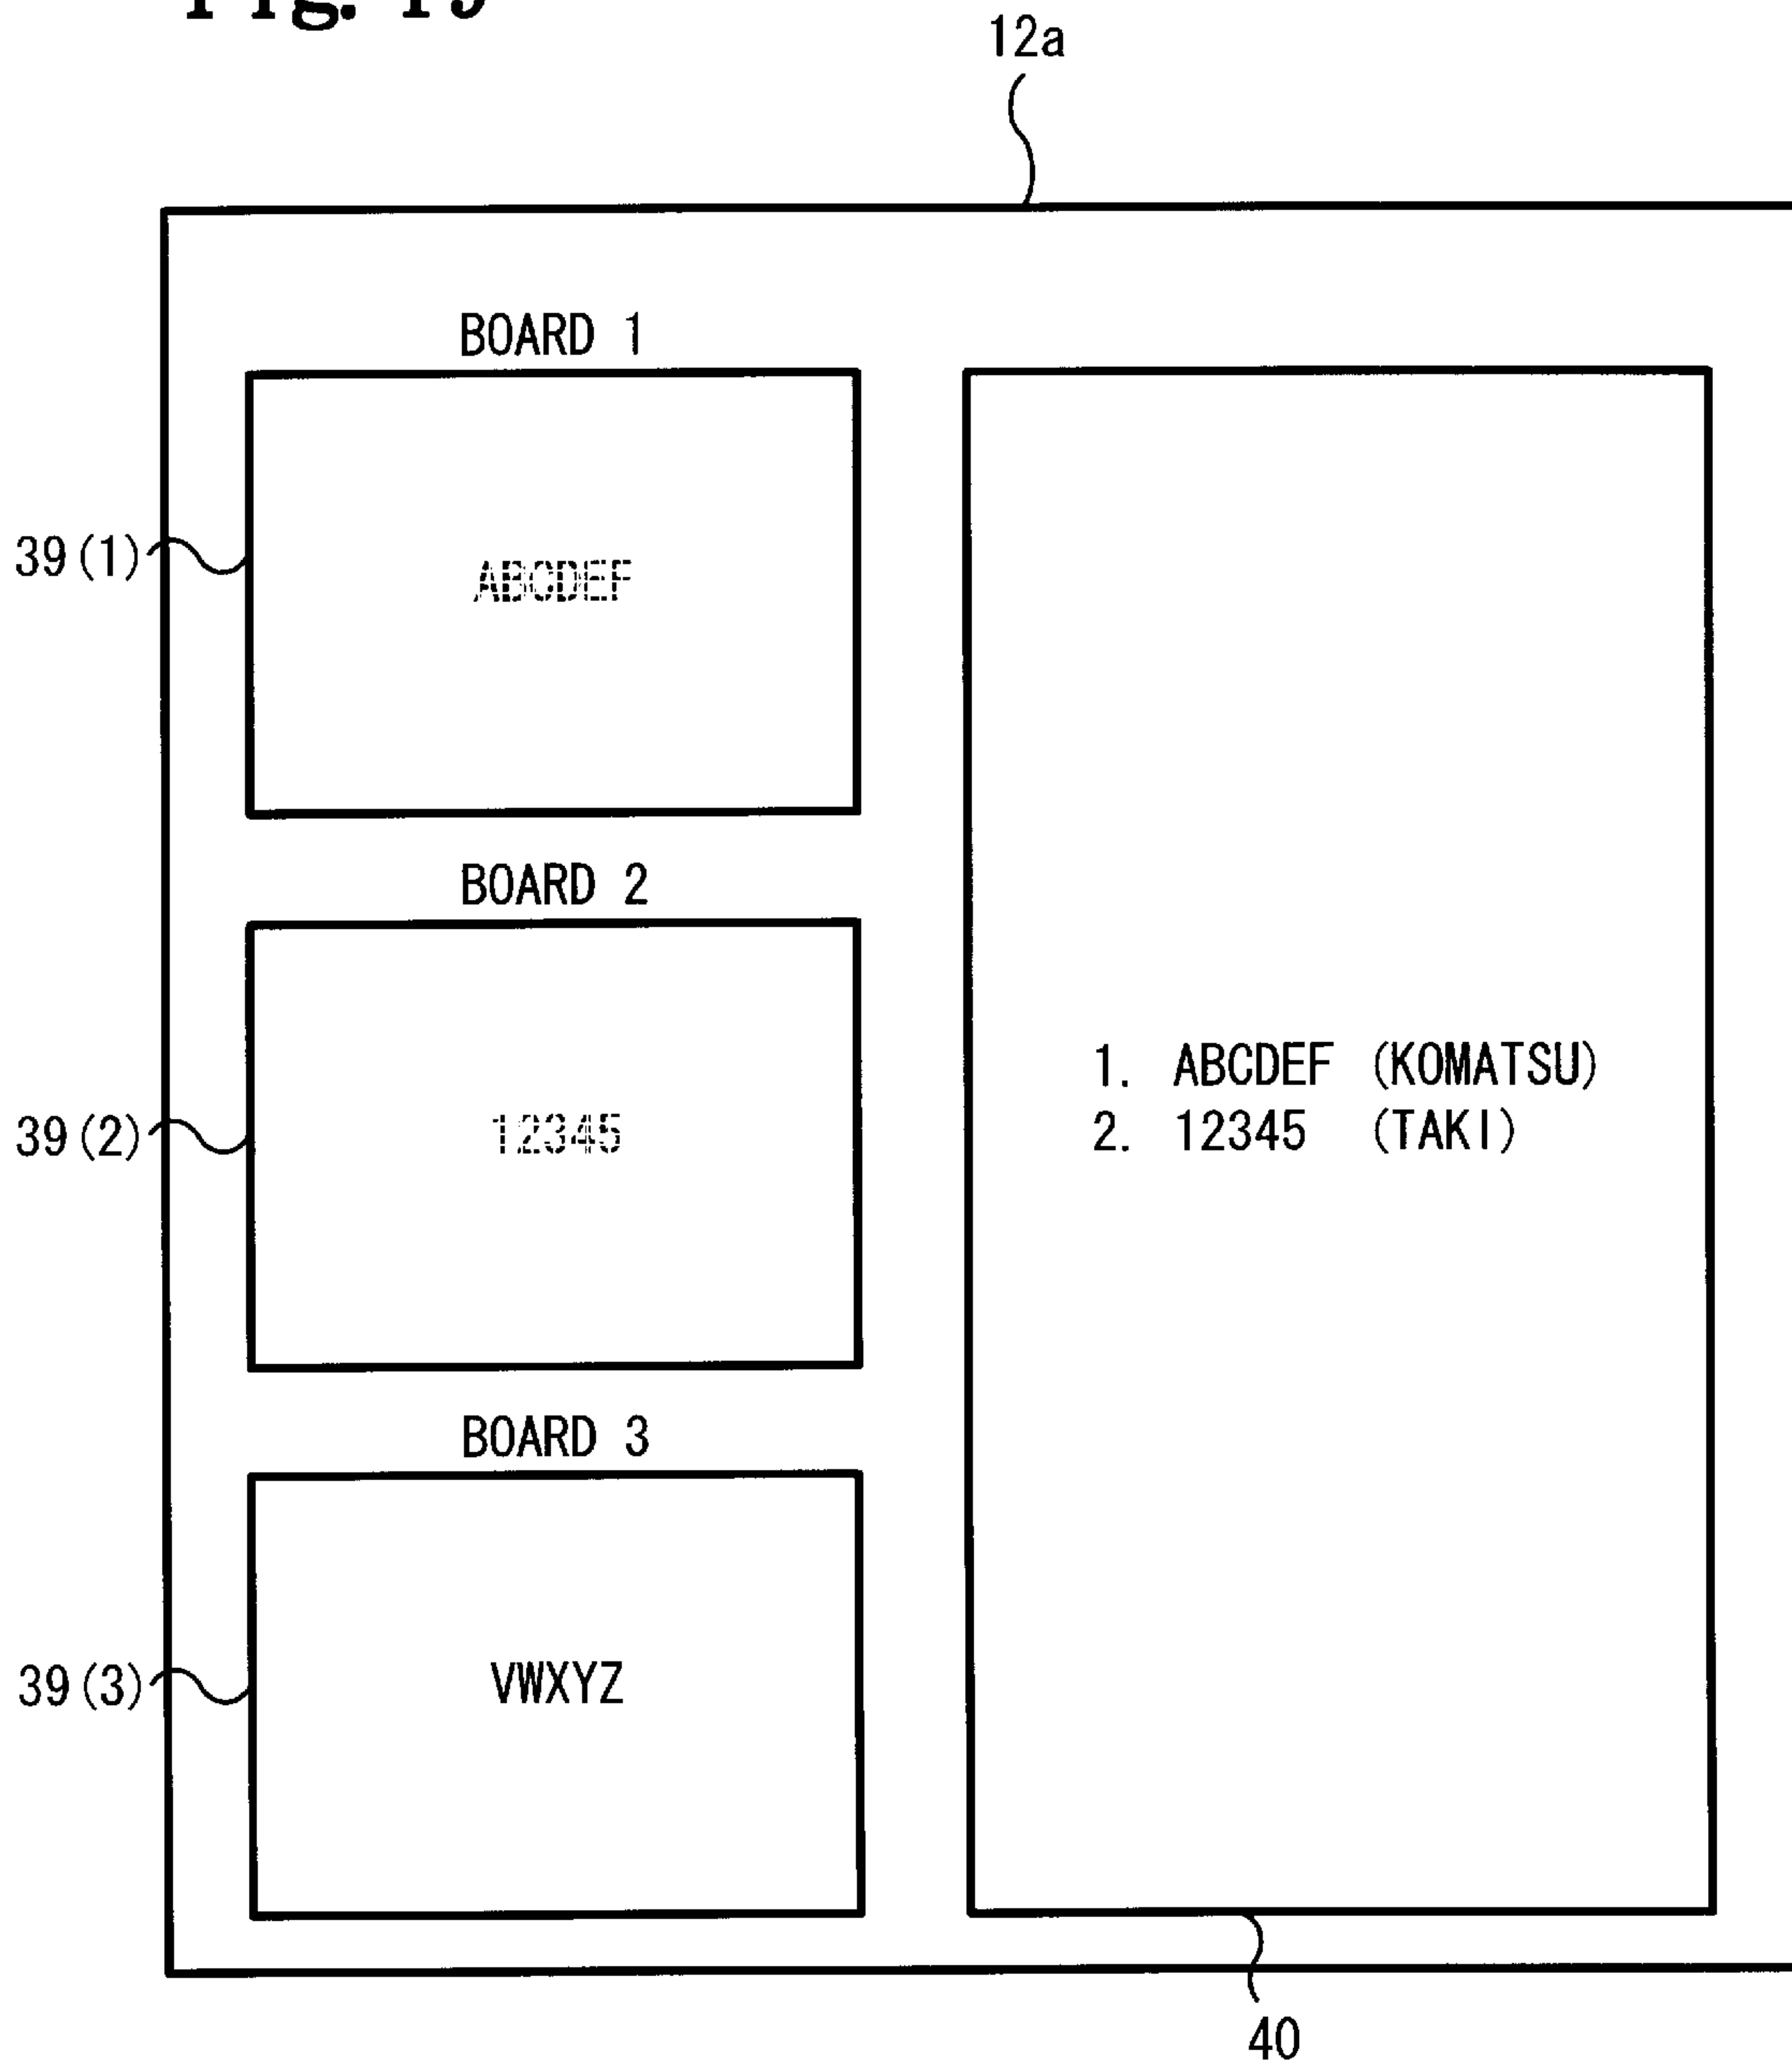 12a
BOARD 1
39(1)
ABCDEF
BOARD 2
39(2)
12345
BOARD 3
39(3)
VWXYZ
1. ABCDEF (KOMATSU)
2. 12345 (TAKI)
40